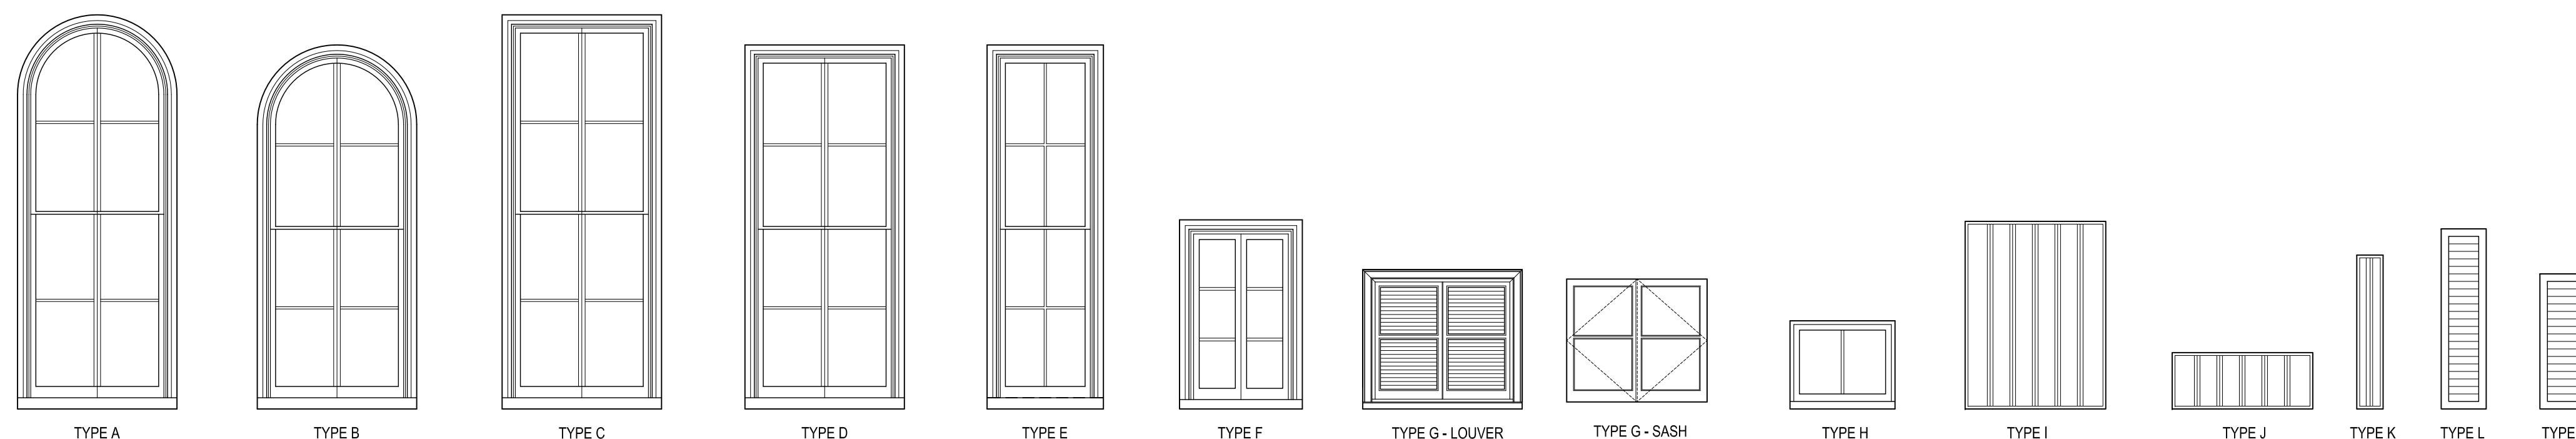 TYPE A
TYPE B
TYPE C
TYPE D
TYPE E
TYPE F
TYPE G - LOUVER
TYPE G - SASH
TYPE H
TYPE I
TYPE J
TYPE K
TYPE L
TYPE